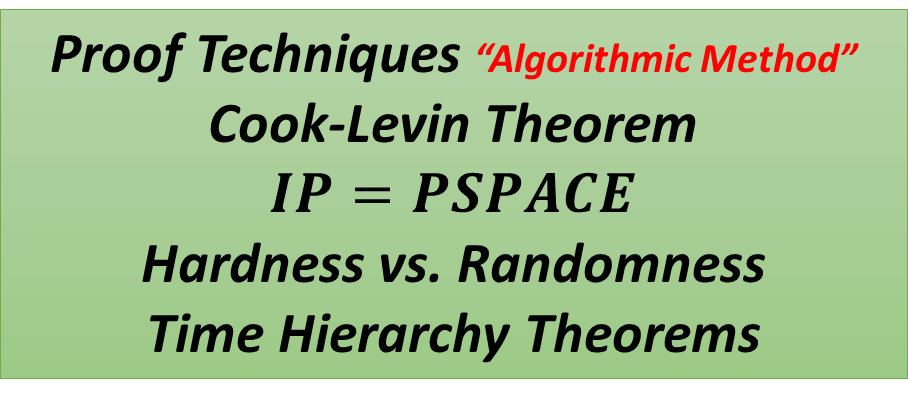 Proof Techniques “Algorithmic Method”
Cook-Levin Theorem
IP = PSPACE
Hardness vs. Randomness
Time Hierarchy Theorems